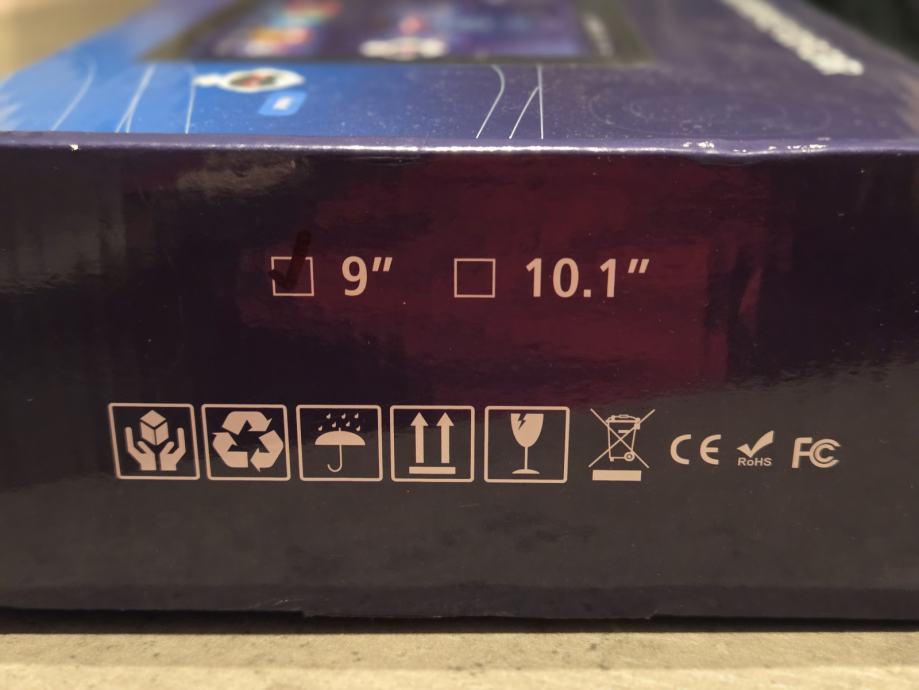 9" 10.1"
CE RoHS FC